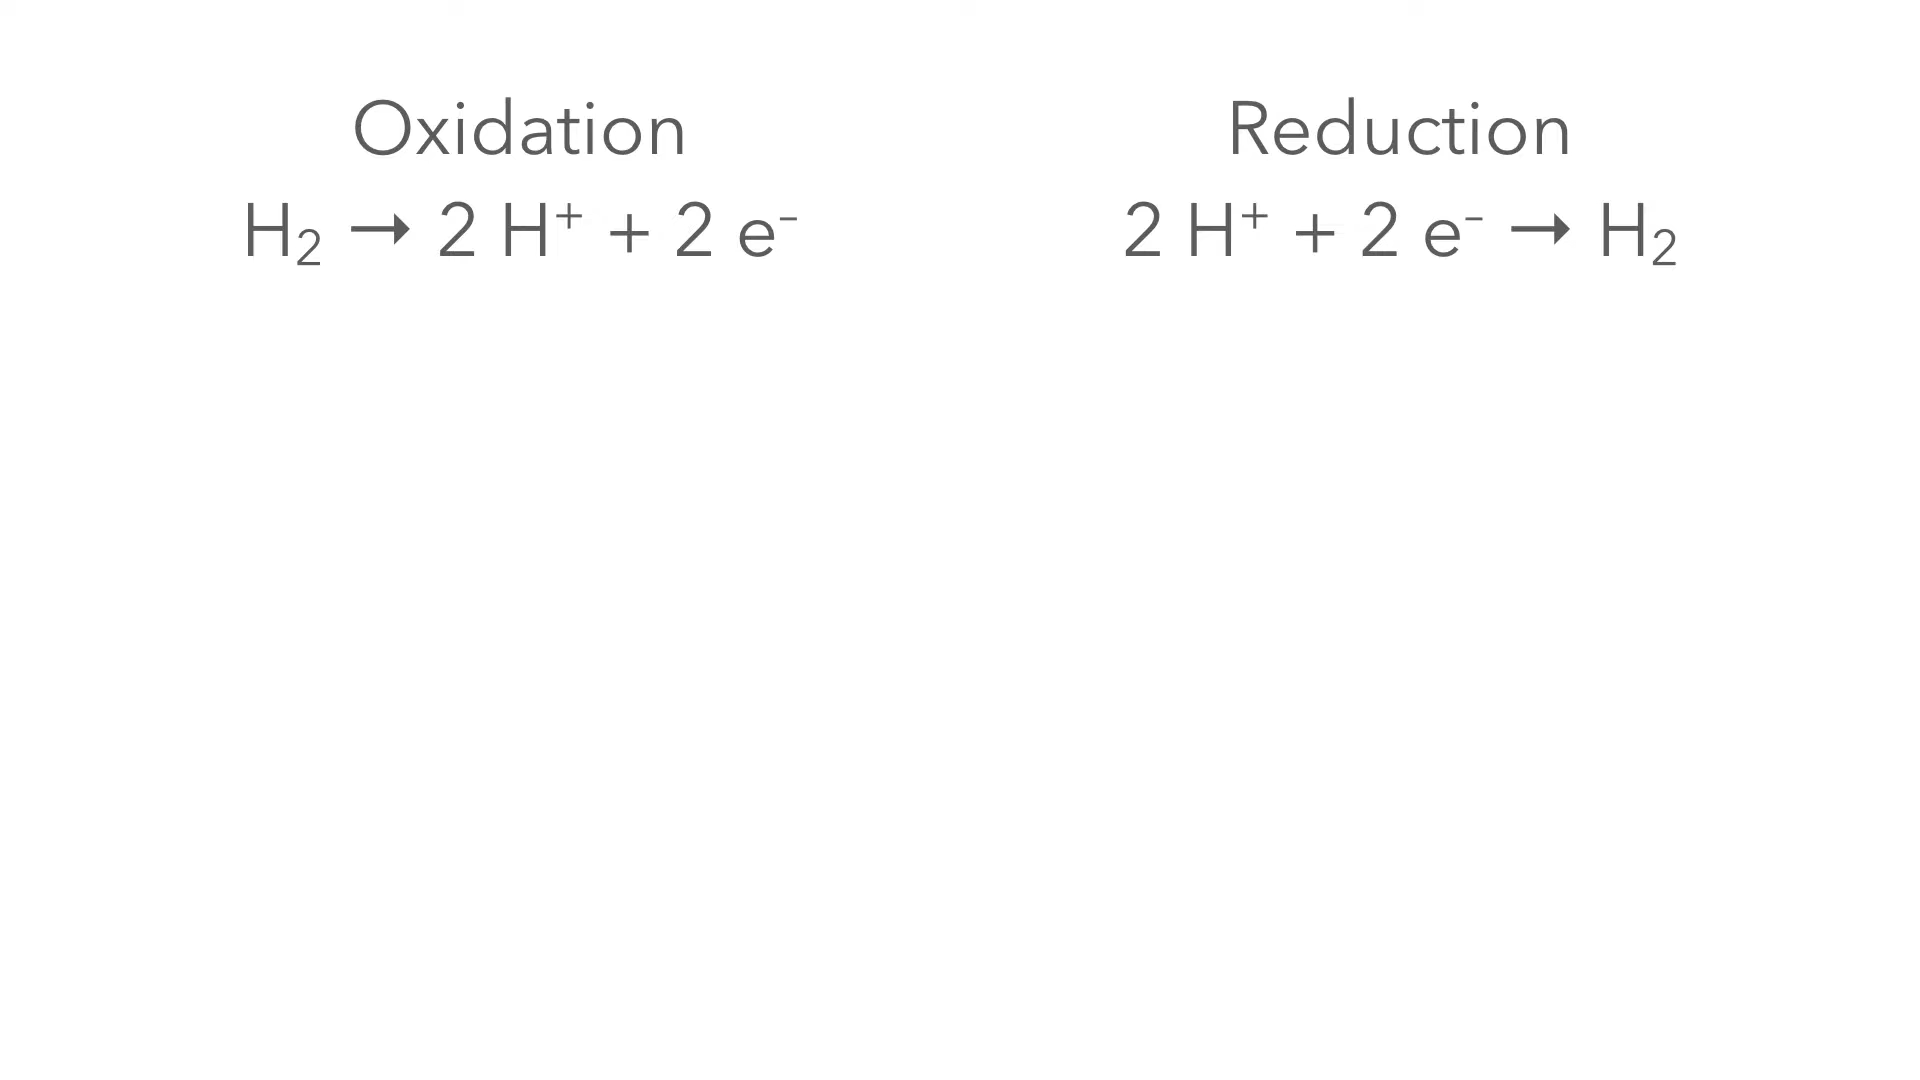 Oxidation
H₂ → 2 H⁺ + 2 e⁻
Reduction
2 H⁺ + 2 e⁻ → H₂